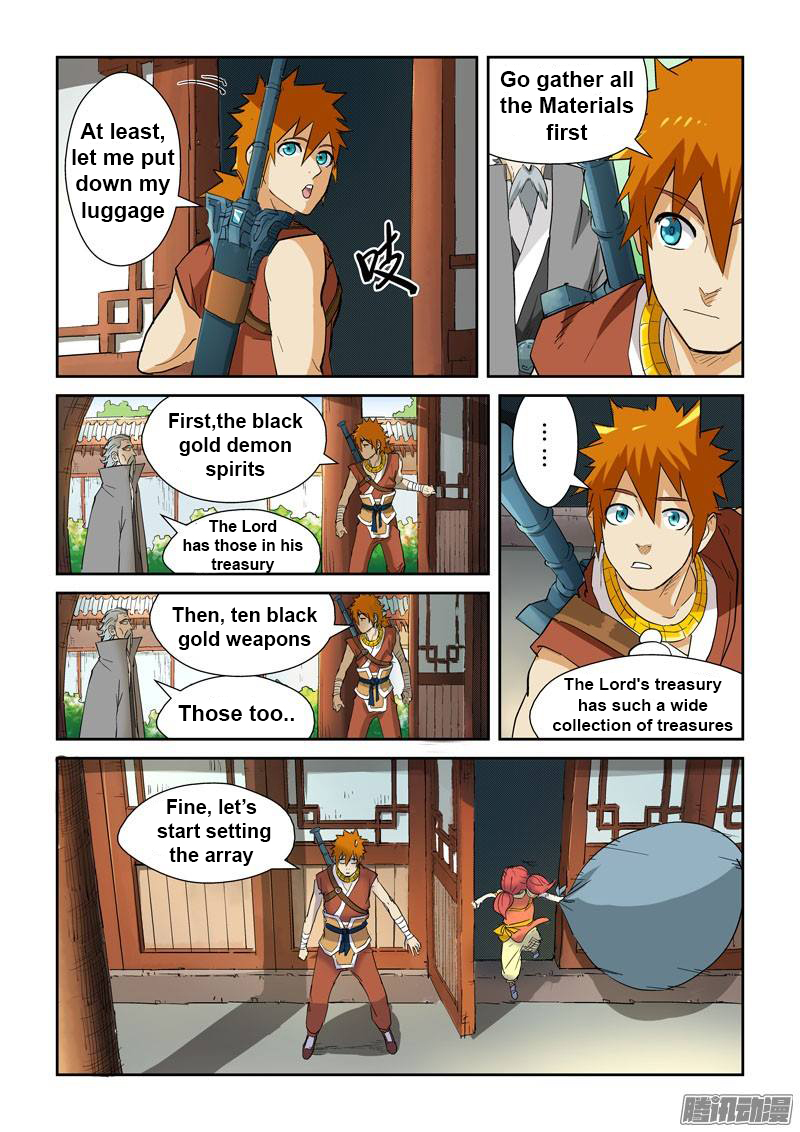 At least,
let me put
down my
luggage
吱
Go gather all
the Materials
first
First,the black
gold demon
spirits
The Lord
has those in his
treasury
......
The Lord's treasury
has such a wide
collection of treasures
Then, ten black
gold weapons
Those too..
Fine, let’s
start setting
the array
腾讯动漫